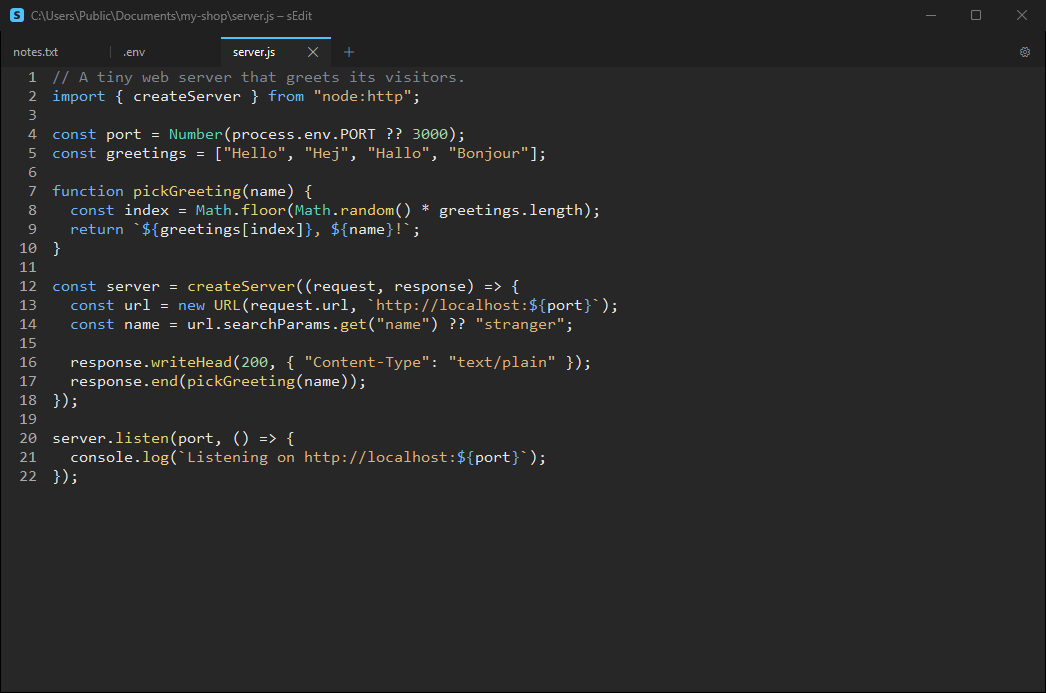 S C:\Users\Public\Documents\my-shop\server.js – sEdit
notes.txt .env server.js
1 // A tiny web server that greets its visitors.
2 import { createServer } from "node:http";
3
4 const port = Number(process.env.PORT ?? 3000);
5 const greetings = ["Hello", "Hej", "Hallo", "Bonjour"];
6
7 function pickGreeting(name) {
8   const index = Math.floor(Math.random() * greetings.length);
9   return `${greetings[index]}, ${name}!`;
10 }
11
12 const server = createServer((request, response) => {
13   const url = new URL(request.url, `http://localhost:${port}`);
14   const name = url.searchParams.get("name") ?? "stranger";
15
16   response.writeHead(200, { "Content-Type": "text/plain" });
17   response.end(pickGreeting(name));
18 });
19
20 server.listen(port, () => {
21   console.log(`Listening on http://localhost:${port}`);
22 });